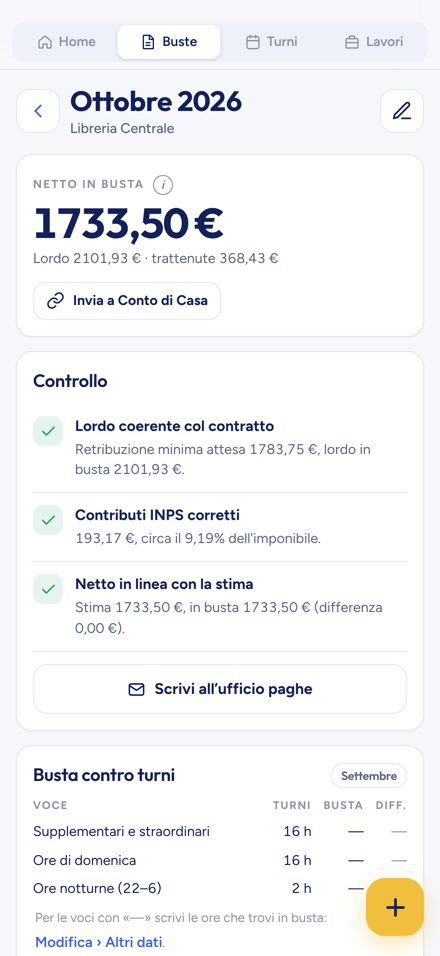 Home Buste Turni Lavori
Ottobre 2026
Libreria Centrale
NETTO IN BUSTA i
1733,50 €
Lordo 2101,93 € · trattenute 368,43 €
Invia a Conto di Casa
Controllo
Lordo coerente col contratto
Retribuzione minima attesa 1783,75 €, lordo in
busta 2101,93 €.
Contributi INPS corretti
193,17 €, circa il 9,19% dell'imponibile.
Netto in linea con la stima
Stima 1733,50 €, in busta 1733,50 € (differenza
0,00 €).
Scrivi all’ufficio paghe
Busta contro turni Settembre
VOCE TURNI BUSTA DIFF.
Supplementari e straordinari 16 h — —
Ore di domenica 16 h — —
Ore notturne (22–6) 2 h —
Per le voci con «—» scrivi le ore che trovi in busta:
Modifica › Altri dati.